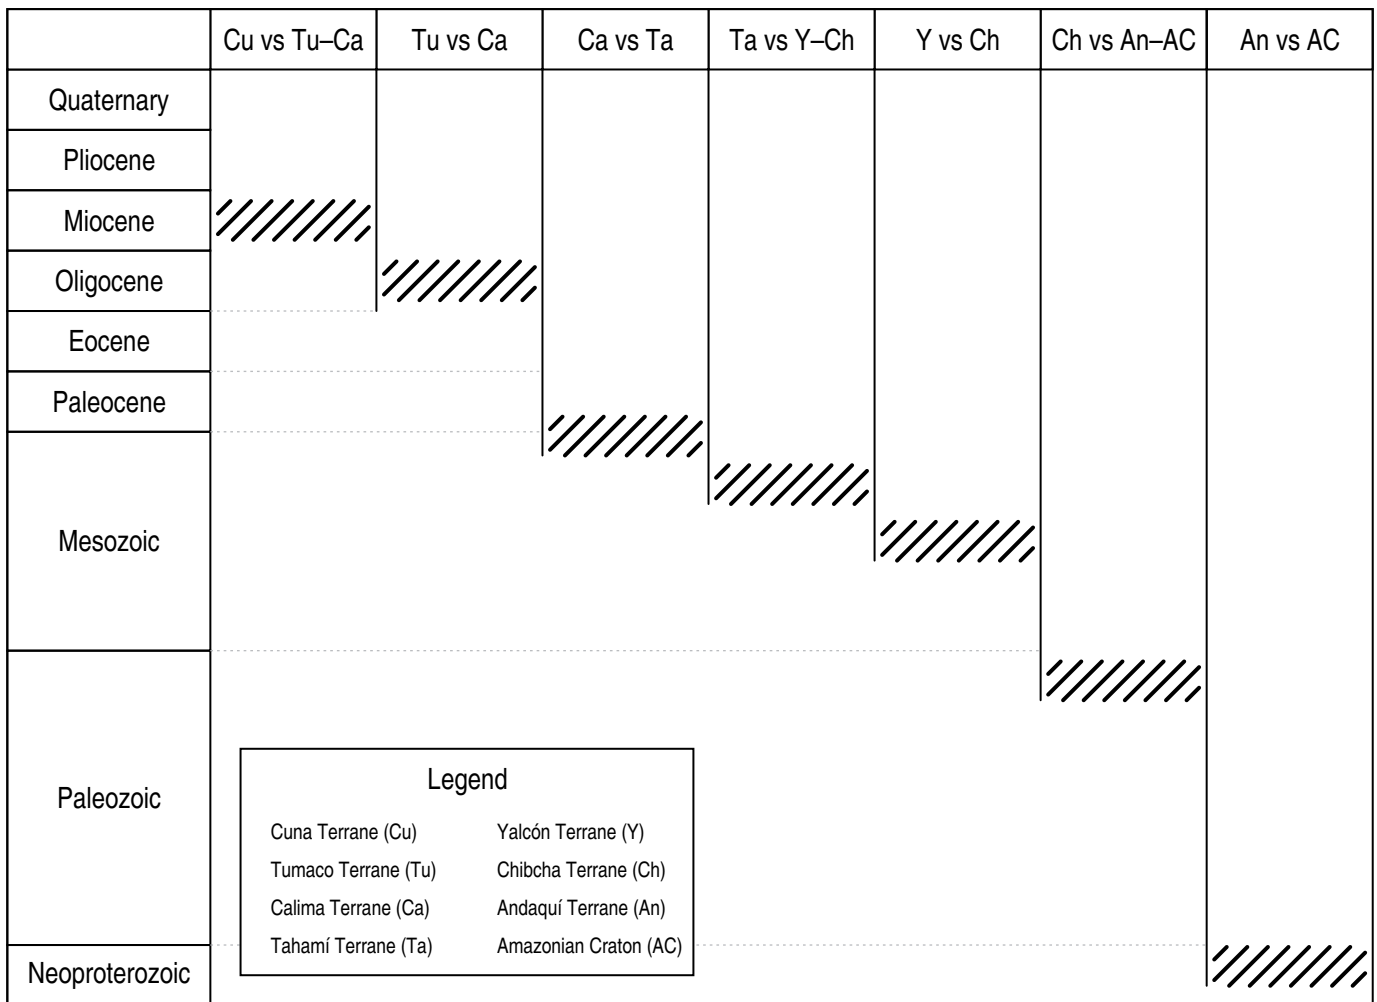 Cu vs Tu–Ca Tu vs Ca Ca vs Ta Ta vs Y–Ch Y vs Ch Ch vs An–AC An vs AC
Quaternary
Pliocene
Miocene
Oligocene
Eocene
Paleocene
Mesozoic
Paleozoic
Neoproterozoic
Legend
Cuna Terrane (Cu)
Tumaco Terrane (Tu)
Calima Terrane (Ca)
Tahamí Terrane (Ta)
Yalcón Terrane (Y)
Chibcha Terrane (Ch)
Andaquí Terrane (An)
Amazonian Craton (AC)